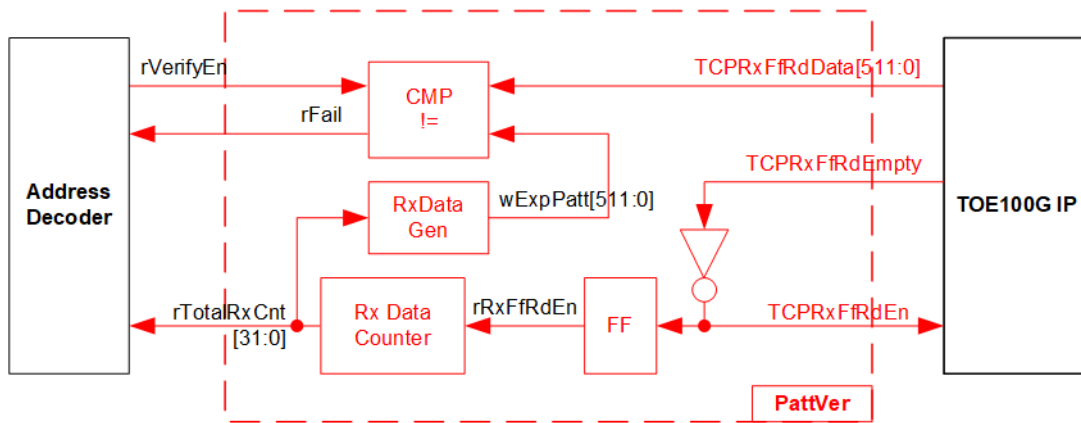 rVerifyEn
TCPRxFfRdData[511:0]
CMP
!=
rFail
TCPRxFfRdEmpty
Address
Decoder
RxData
Gen
wExpPatt[511:0]
TOE100G IP
rTotalRxCnt
[31:0]
Rx Data
Counter
rRxFfRdEn
FF
TCPRxFfRdEn
PattVer